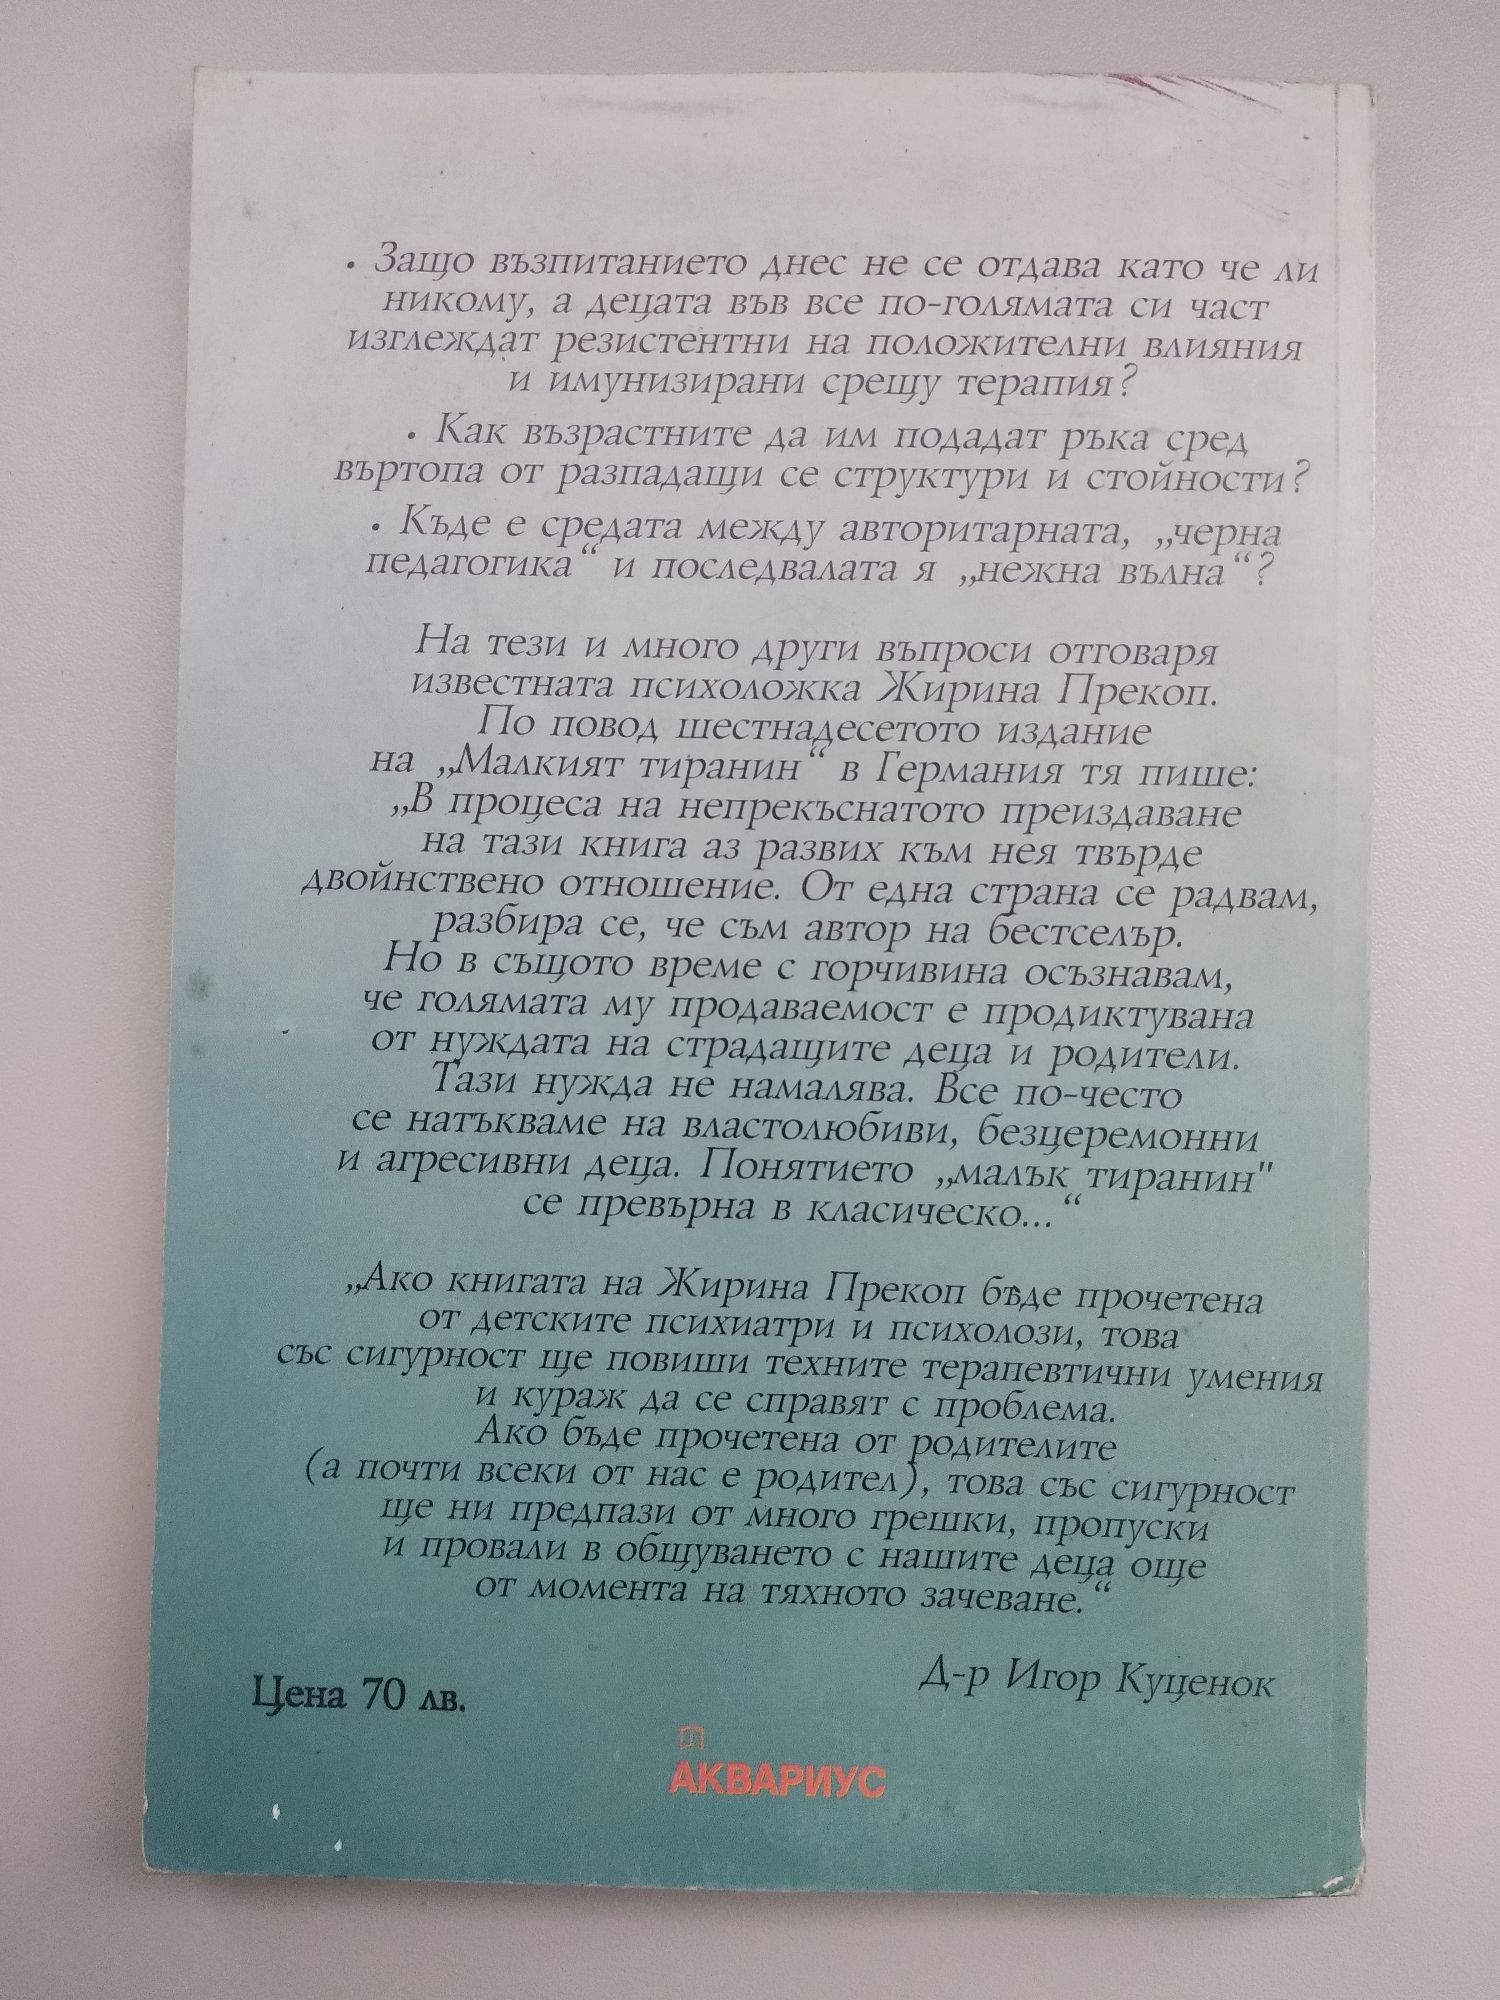 • Защо възпитанието днес не се отдава като че ли
никому, а децата във все по-голямата си част
изглеждат резистентни на положителни влияния
и имунизирани срещу терапия?
• Как възрастните да им подадат ръка сред
въртопа от разпадащи се структури и стойности?
• Къде е средата между авторитарната, „черна
педагогика“ и последвалата я „нежна вълна“?
На тези и много други въпроси отговаря
известната психоложка Жирина Прекоп.
По повод шестнадесетото издание
на „Малкият тиранин“ в Германия тя пише:
„В процеса на непрекъснатото преиздаване
на тази книга аз развих към нея твърде
двойнствено отношение. От една страна се радвам,
разбира се, че съм автор на бестселър.
Но в същото време с горчивина осъзнавам,
че голямата му продаваемост е продиктувана
от нуждата на страдащите деца и родители.
Тази нужда не намалява. Все по-често
се натъкваме на властолюбиви, безцеремонни
и агресивни деца. Понятието „малък тиранин"
се превърна в класическо...“
„Ако книгата на Жирина Прекоп бѣде прочетена
от детските психиатри и психолози, това
със сигурност ще повиши техните терапевтични умения
и кураж да се справят с проблема.
Ако бъде прочетена от родителите
(а почти всеки от нас е родител), това със сигурност
ще ни предпази от много грешки, пропуски
и провали в общуването с нашите деца още
от момента на тяхното зачеване.“
Д-р Игор Куценок
Цена 70 лв.
АКВАРИУС